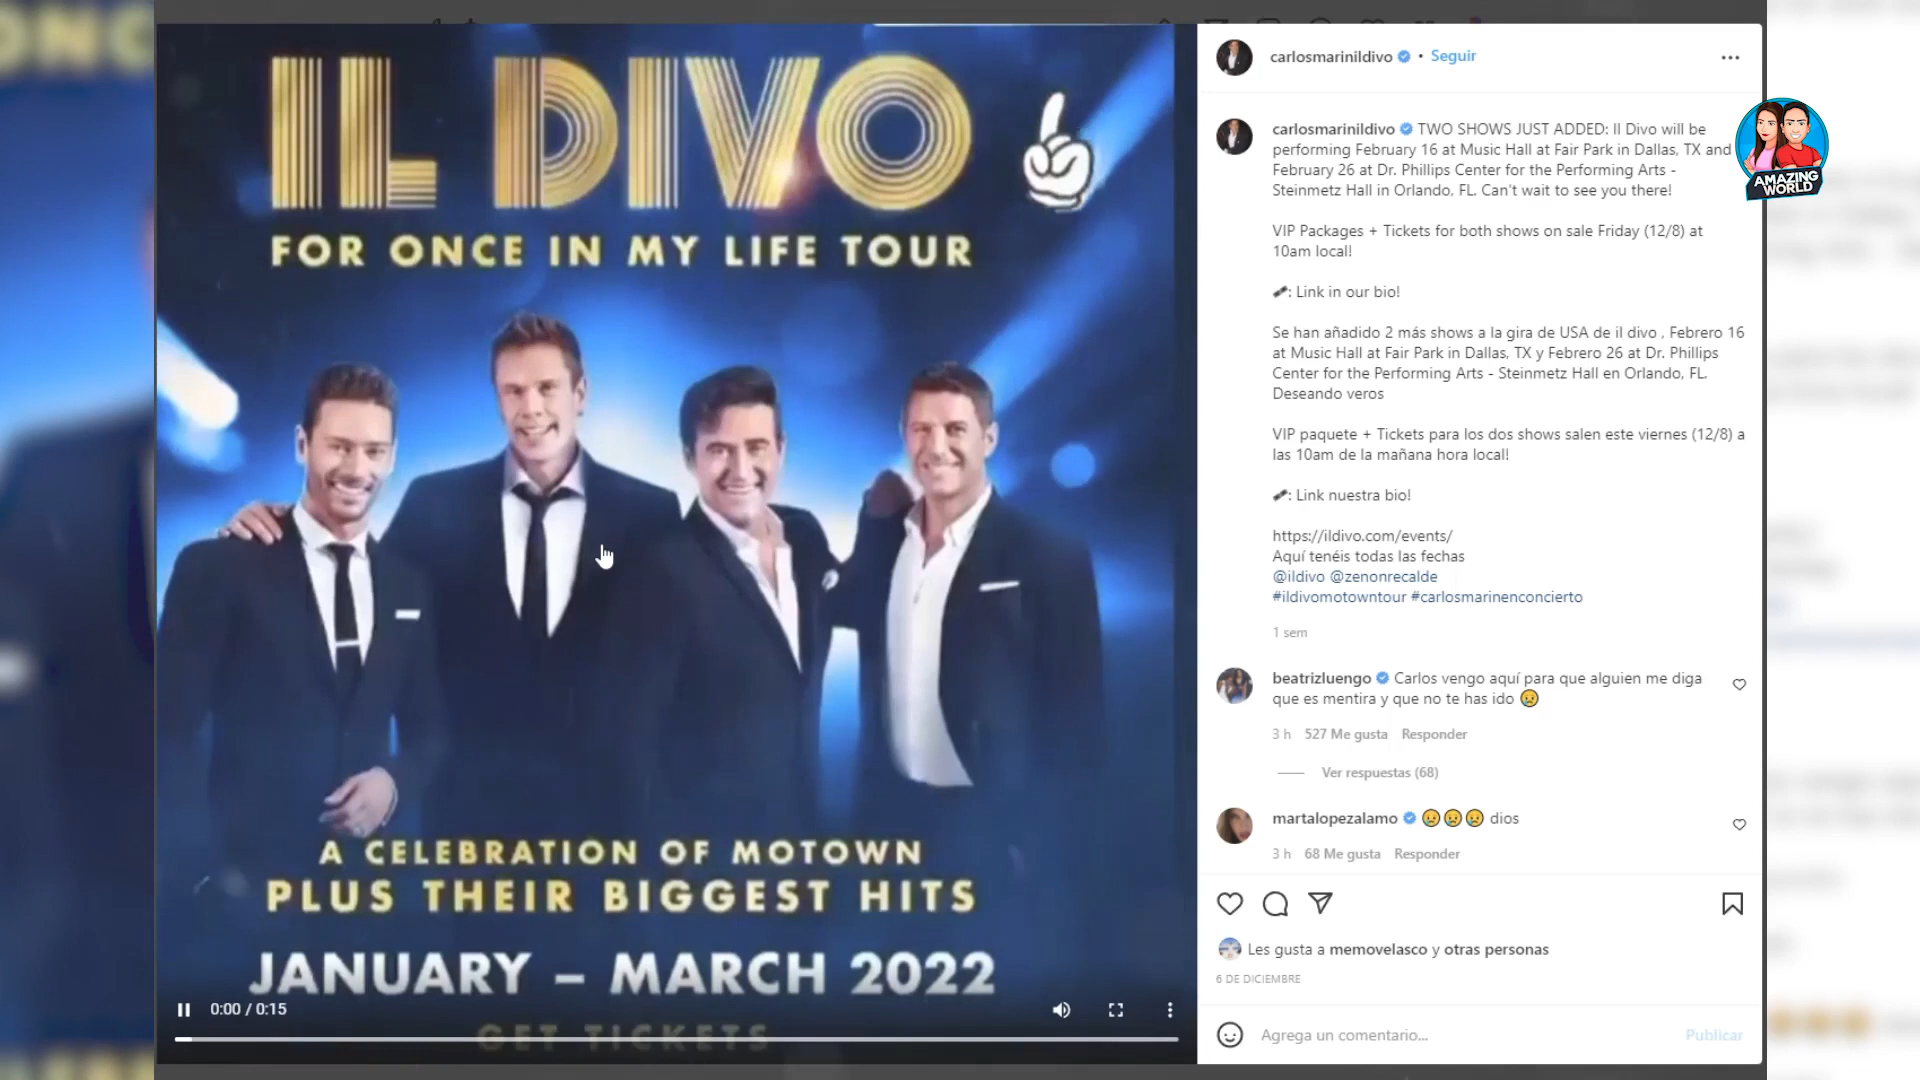 IL DIVO
FOR ONCE IN MY LIFE TOUR
A CELEBRATION OF MOTOWN
PLUS THEIR BIGGEST HITS
JANUARY – MARCH 2022
GET TICKETS
0:00 / 0:15
carlosmarinildivo • Seguir
carlosmarinildivo TWO SHOWS JUST ADDED: Il Divo will be
performing February 16 at Music Hall at Fair Park in Dallas, TX and
February 26 at Dr. Phillips Center for the Performing Arts -
Steinmetz Hall in Orlando, FL. Can't wait to see you there!
VIP Packages + Tickets for both shows on sale Friday (12/8) at
10am local!
: Link in our bio!
Se han añadido 2 más shows a la gira de USA de il divo , Febrero 16
at Music Hall at Fair Park in Dallas, TX y Febrero 26 at Dr. Phillips
Center for the Performing Arts - Steinmetz Hall en Orlando, FL.
Deseando veros
VIP paquete + Tickets para los dos shows salen este viernes (12/8) a
las 10am de la mañana hora local!
: Link nuestra bio!
https://ildivo.com/events/
Aquí tenéis todas las fechas
@ildivo @zenonrecalde
#ildivomotowntour #carlosmarinenconcierto
1 sem
beatrizluengo Carlos vengo aquí para que alguien me diga
que es mentira y que no te has ido 😢
3 h 527 Me gusta Responder
Ver respuestas (68)
martalopezalamo 😢😢😢 dios
3 h 68 Me gusta Responder
Les gusta a memovelasco y otras personas
6 DE DICIEMBRE
Agrega un comentario...
Publicar
AMAZING
WORLD